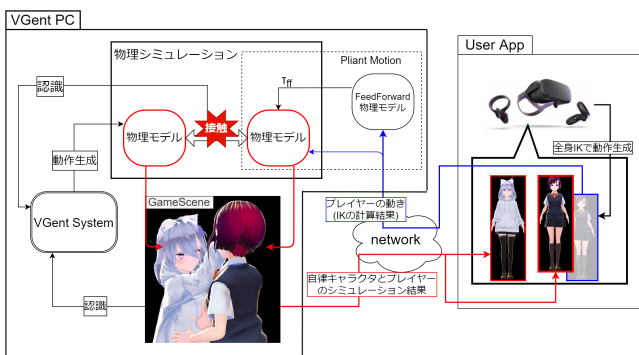 VGent PC
物理シミュレーション
Pliant Motion
認識
τff
FeedForward
物理モデル
物理モデル
接触
物理モデル
動作生成
VGent System
GameScene
認識
プレイヤーの動き
(IKの計算結果)
network
自律キャラクタとプレイヤー
のシミュレーション結果
User App
全身IKで動作生成